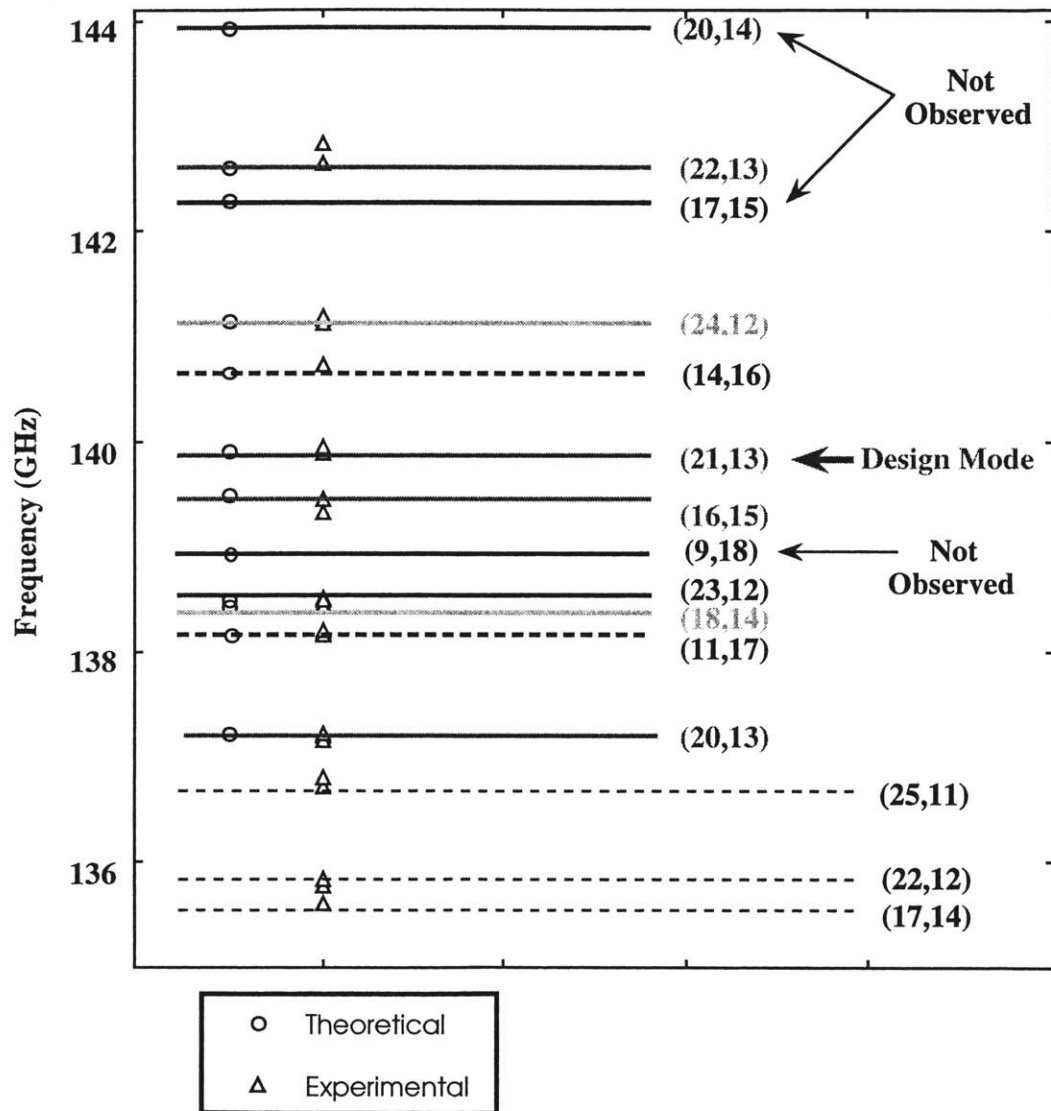 144
(20,14)
Not
Observed
(22,13)
(17,15)
142
(24,12)
(14,16)
140
(21,13)
Design Mode
(16,15)
(9,18)
Not
Observed
(23,12)
(18,14)
138
(11,17)
(20,13)
(25,11)
136
(22,12)
(17,14)
Frequency (GHz)
Theoretical
Experimental